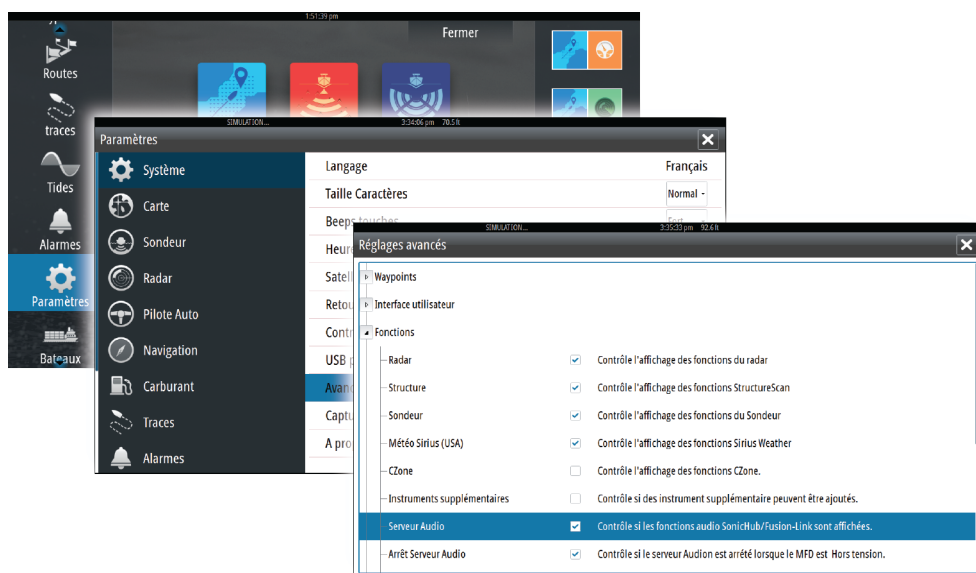 1:51:39 pm
Fermer
Routes
traces
Tides
Alarmes
Paramètres
Bateaux
SIMULATION... 3:34:06 pm 70.5 ft
Paramètres
Système
Carte
Sondeur
Radar
Pilote Auto
Navigation
Carburant
Traces
Alarmes
Langage Français
Taille Caractères Normal
Beeps touches Fort
Heure
Satell
Retou
Contr
USB p
Avanc
Captu
A pro
SIMULATION... 3:35:33 pm 92.6 ft
Réglages avancés
Waypoints
Interface utilisateur
Fonctions
Radar Contrôle l'affichage des fonctions du radar
Structure Contrôle l'affichage des fonctions StructureScan
Sondeur Contrôle l'affichage des fonctions du Sondeur
Météo Sirius (USA) Contrôle l'affichage des fonctions Sirius Weather
CZone Contrôle l'affichage des fonctions CZone.
Instruments supplémentaires Contrôle si des instrument supplémentaire peuvent être ajoutés.
Serveur Audio Contrôle si les fonctions audio SonicHub/Fusion-Link sont affichées.
Arrêt Serveur Audio Contrôle si le serveur Audion est arrété lorsque le MFD est Hors tension.